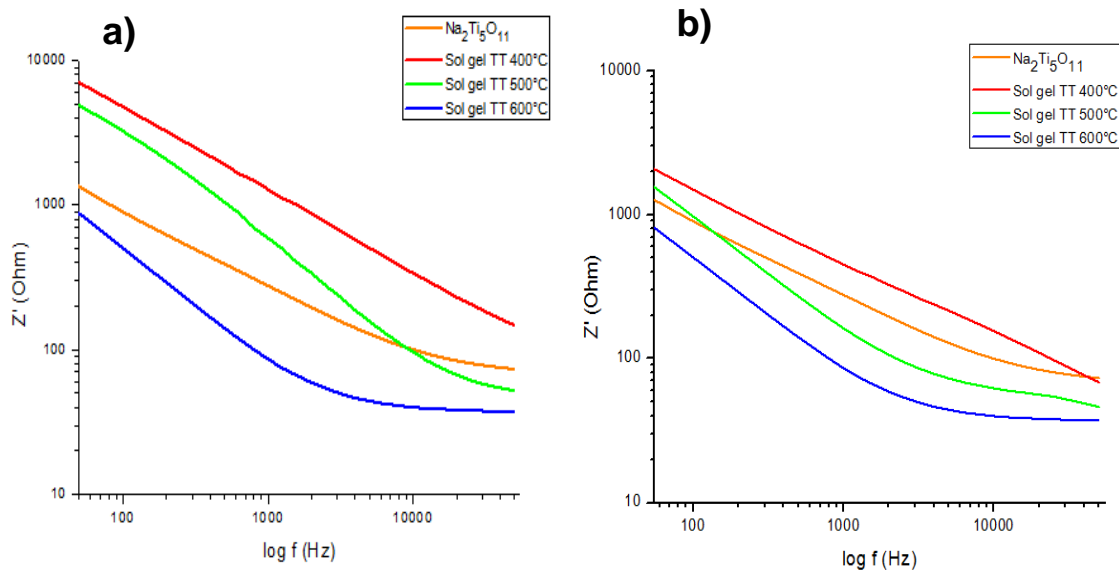 a)
Na₂Ti₅O₁₁
Sol gel TT 400°C
Sol gel TT 500°C
Sol gel TT 600°C
10000
1000
100
10
Z' (Ohm)
100 1000 10000
log f (Hz)
b)
Na₂Ti₅O₁₁
Sol gel TT 400°C
Sol gel TT 500°C
Sol gel TT 600°C
10000
1000
100
10
Z' (Ohm)
100 1000 10000
log f (Hz)